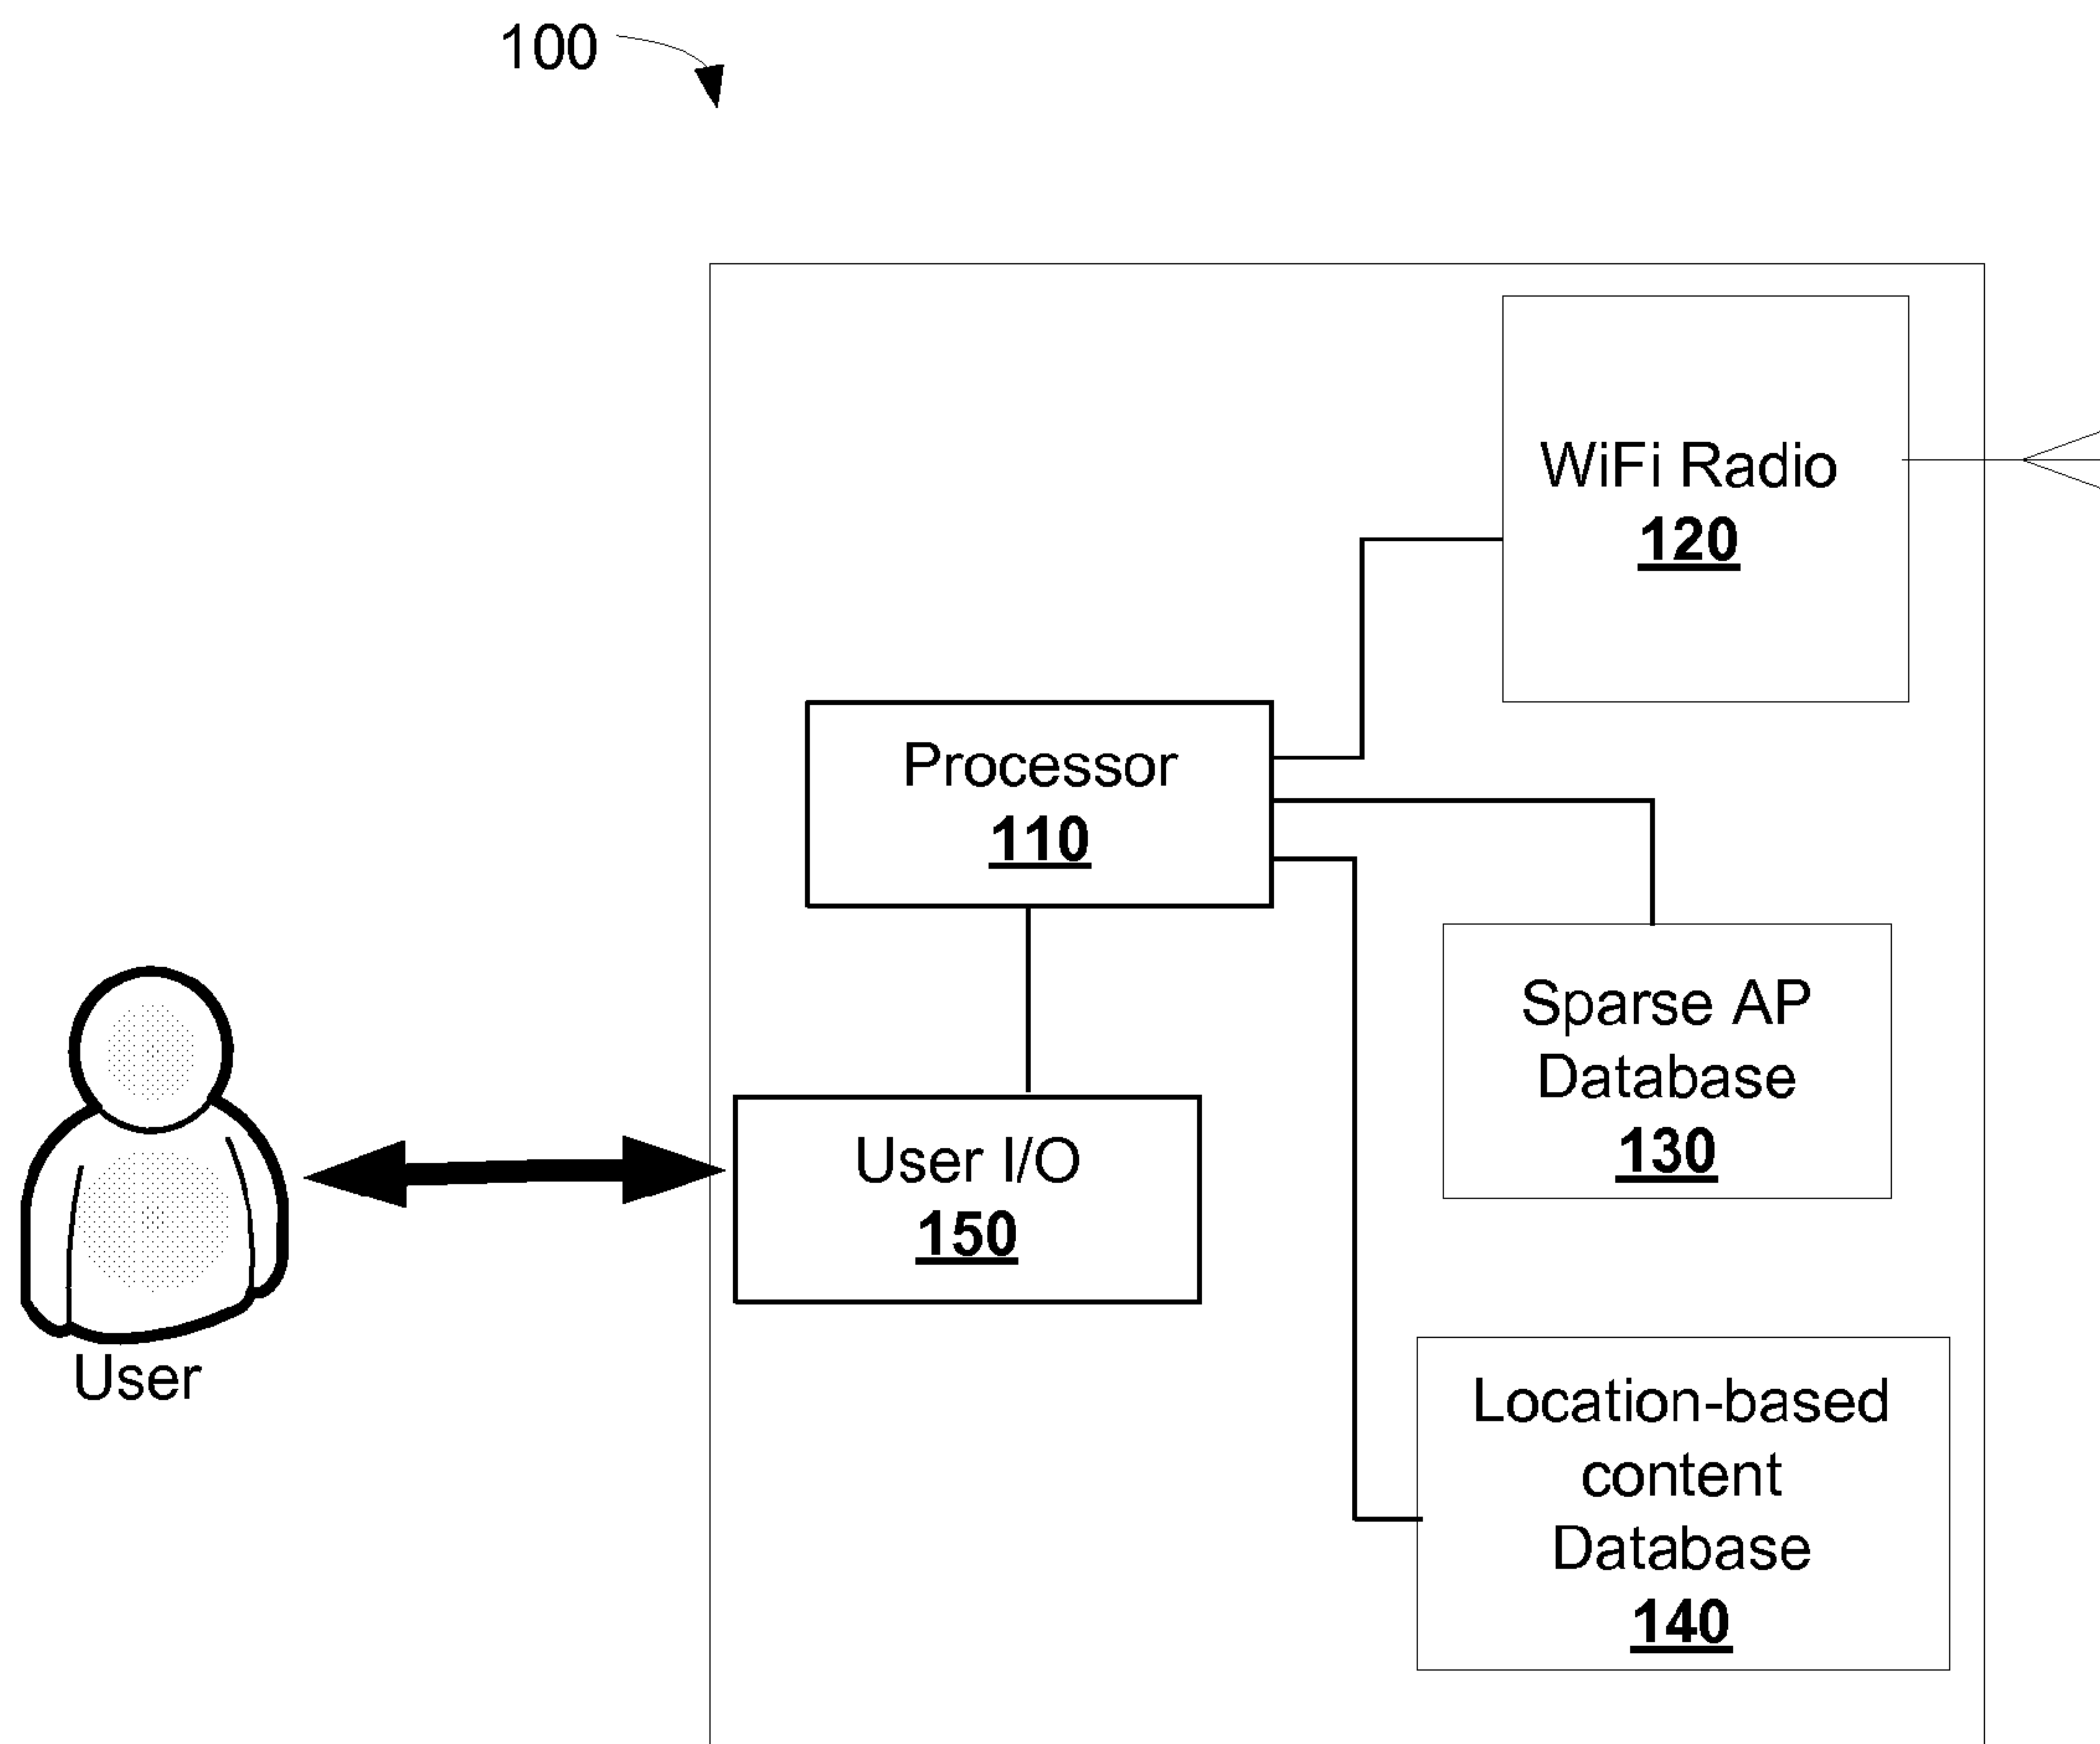 100
WiFi Radio
120
Processor
110
Sparse AP
Database
130
User I/O
150
User
Location-based
content
Database
140